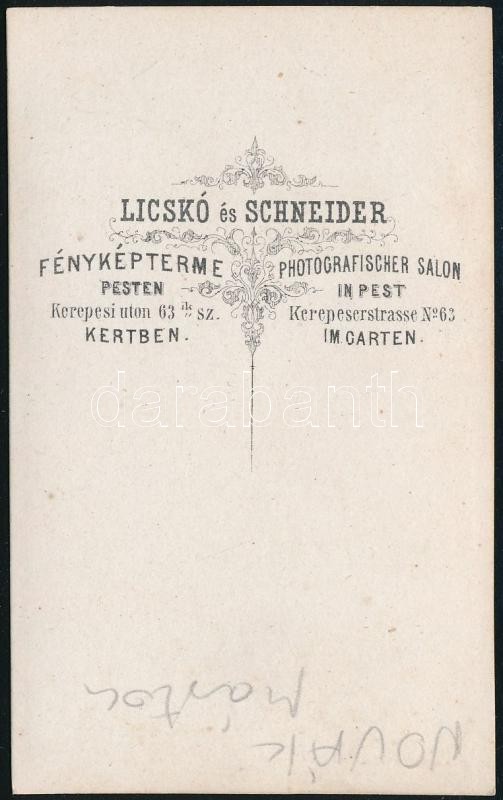 LICSKÓ és SCHNEIDER
FÉNYKÉPTERME
PESTEN
Kerepesi uton 63 ik sz.
KERTBEN.
PHOTOGRAFISCHER SALON
IN PEST
Kerepeserstrasse No 63
IM GARTEN.
darabanth
NOVÁK
Márton